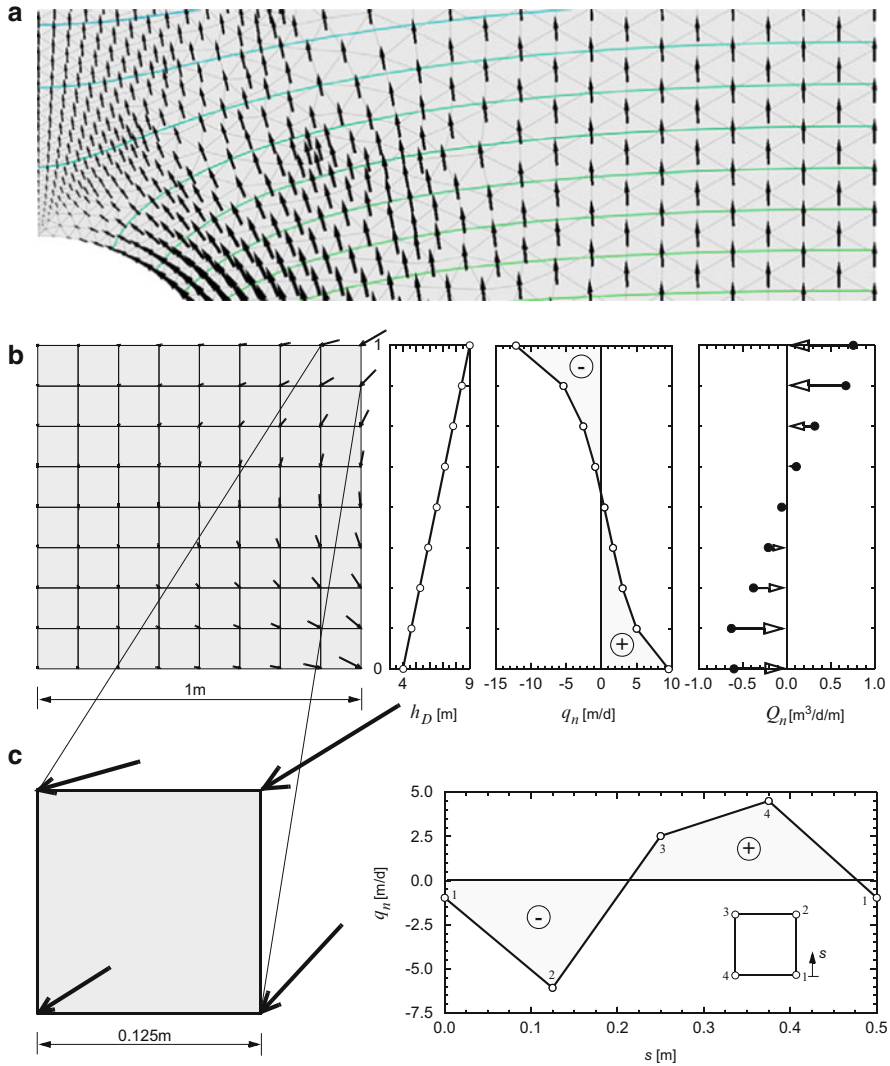 a
b
1
0
1m
4 9
h_D [m]
-
+
-15 -10 -5 0 5 10
q_n [m/d]
-1.0 -0.5 0.0 0.5 1.0
Q_n [m³/d/m]
c
0.125m
5.0
2.5
0.0
-2.5
-5.0
-7.5
q_n [m/d]
1
2
3
4
1
-
+
3 2
4 1
s
0.0 0.1 0.2 0.3 0.4 0.5
s [m]